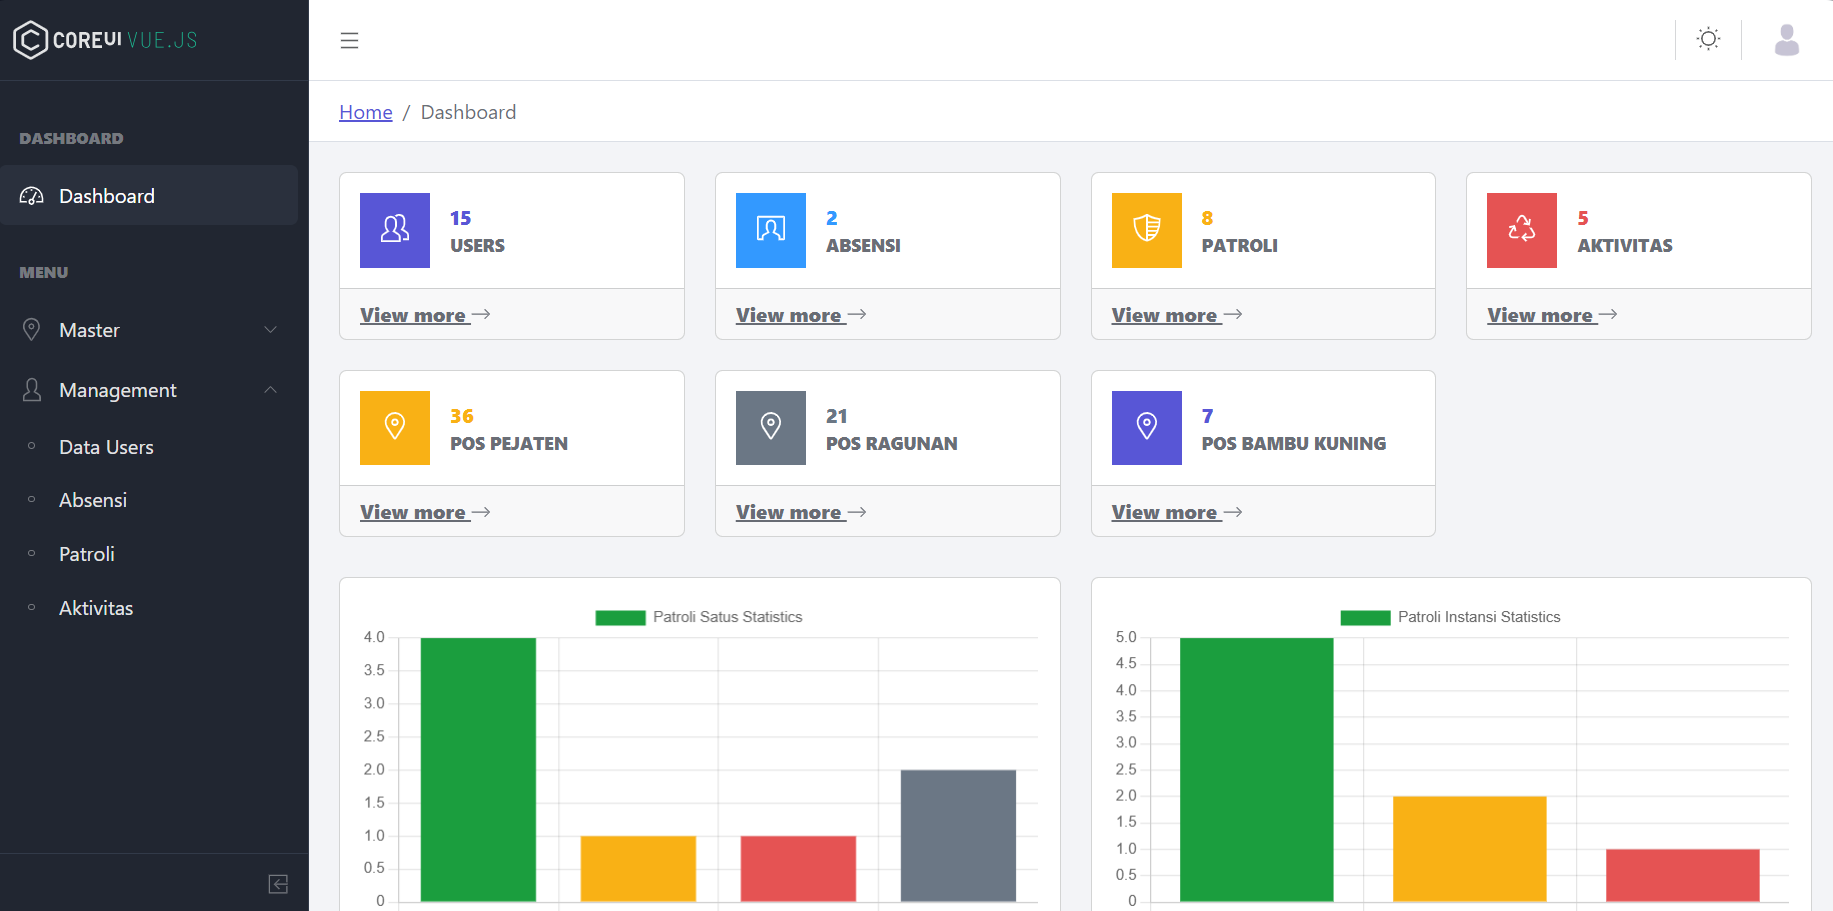 COREUI VUE.JS
DASHBOARD
Dashboard
MENU
Master
Management
Data Users
Absensi
Patroli
Aktivitas
Home / Dashboard
15
USERS
View more
2
ABSENSI
View more
8
PATROLI
View more
5
AKTIVITAS
View more
36
POS PEJATEN
View more
21
POS RAGUNAN
View more
7
POS BAMBU KUNING
View more
Patroli Satus Statistics
4.0
3.5
3.0
2.5
2.0
1.5
1.0
0.5
0
Patroli Instansi Statistics
5.0
4.5
4.0
3.5
3.0
2.5
2.0
1.5
1.0
0.5
0